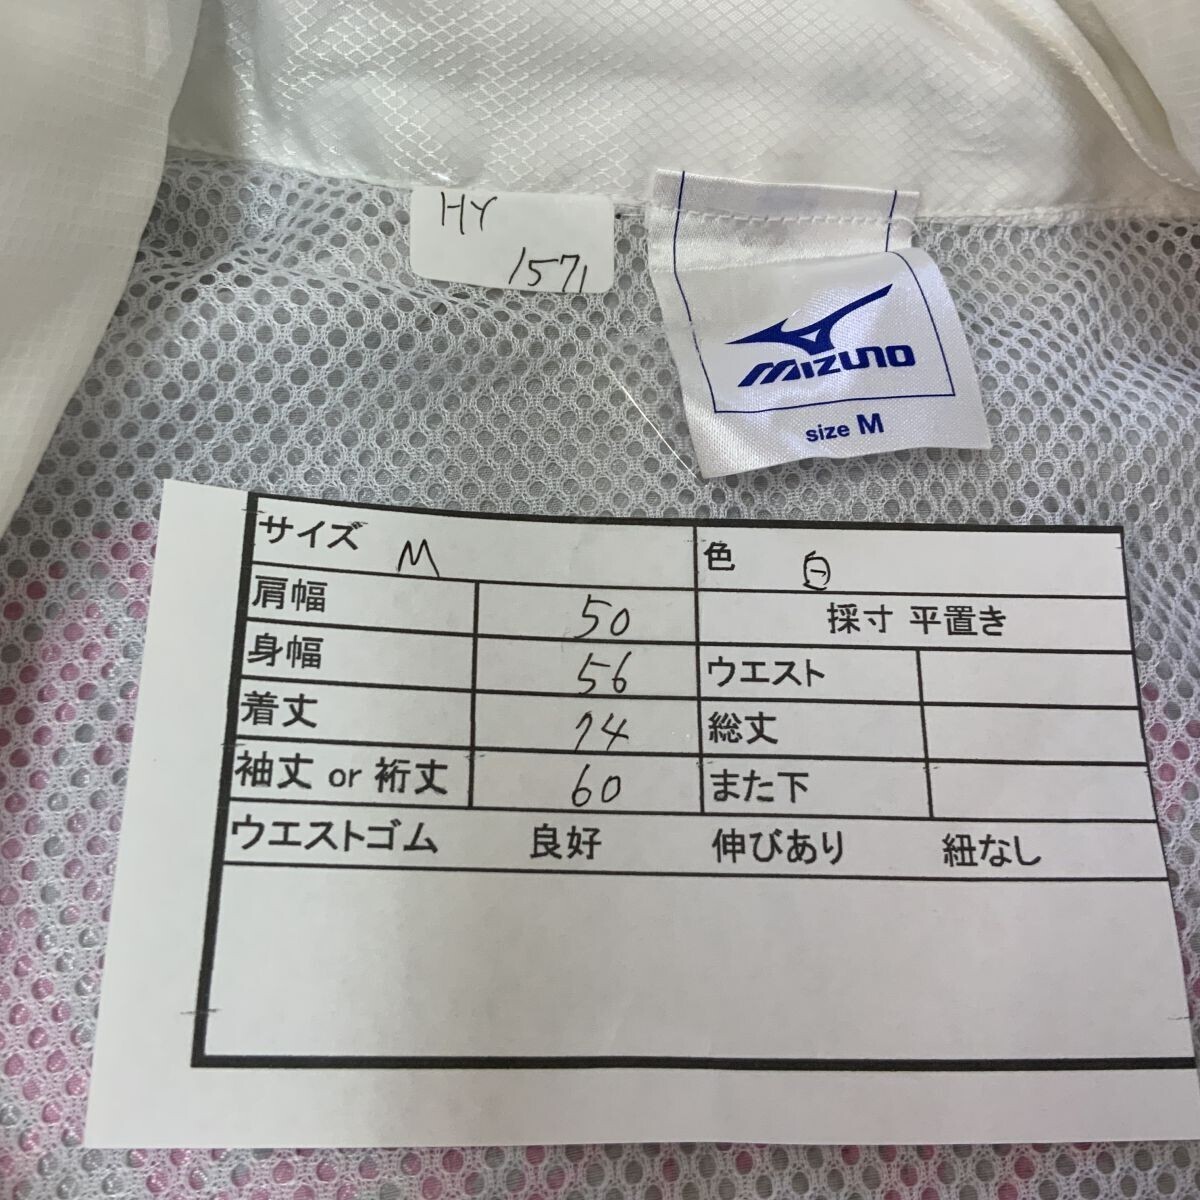 HY
1571
MIZUNO
size M
サイズ M 色 白
肩幅 50 採寸 平置き
身幅 56 ウエスト
着丈 74 総丈
袖丈 or 裄丈 60 また下
ウエストゴム 良好 伸びあり 紐なし